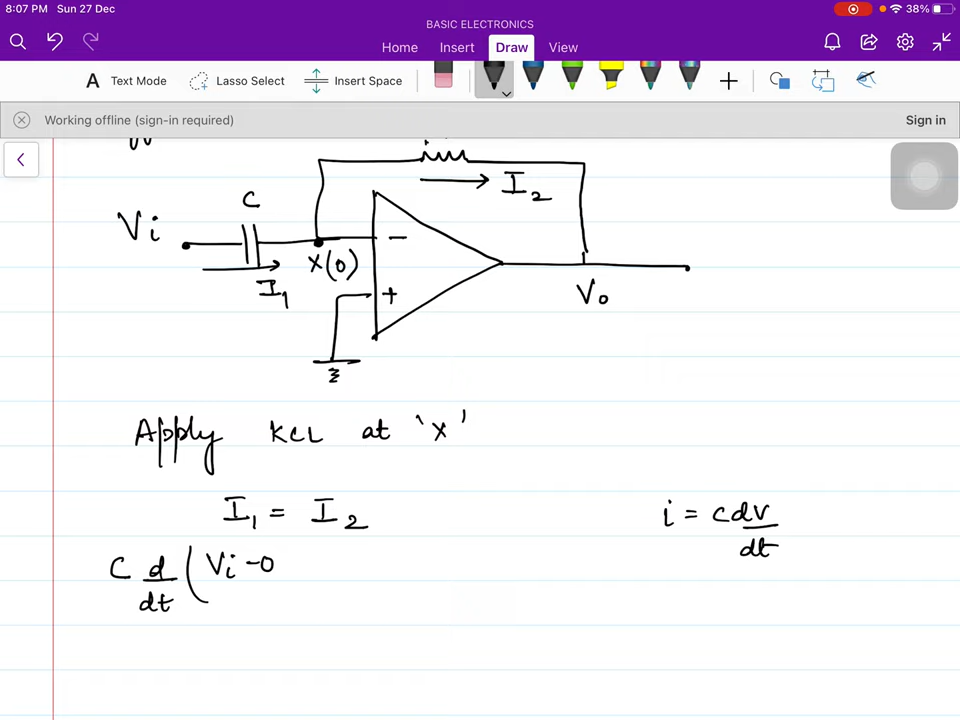 8:07 PM Sun 27 Dec
38%
BASIC ELECTRONICS
Home Insert Draw View
Text Mode Lasso Select Insert Space
Working offline (sign-in required) Sign in
I₂
C
Vi
−
X(0)
I₁
+
V₀
Apply KCL at 'x'
I₁ = I₂
i = c dv/dt
C d/dt (Vi − 0